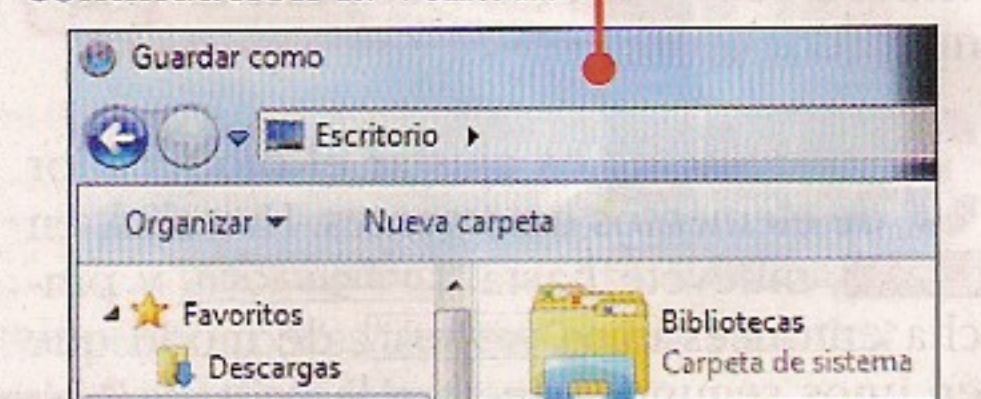 Guardar como
Escritorio
Organizar Nueva carpeta
Favoritos
Descargas
Bibliotecas
Carpeta de sistema